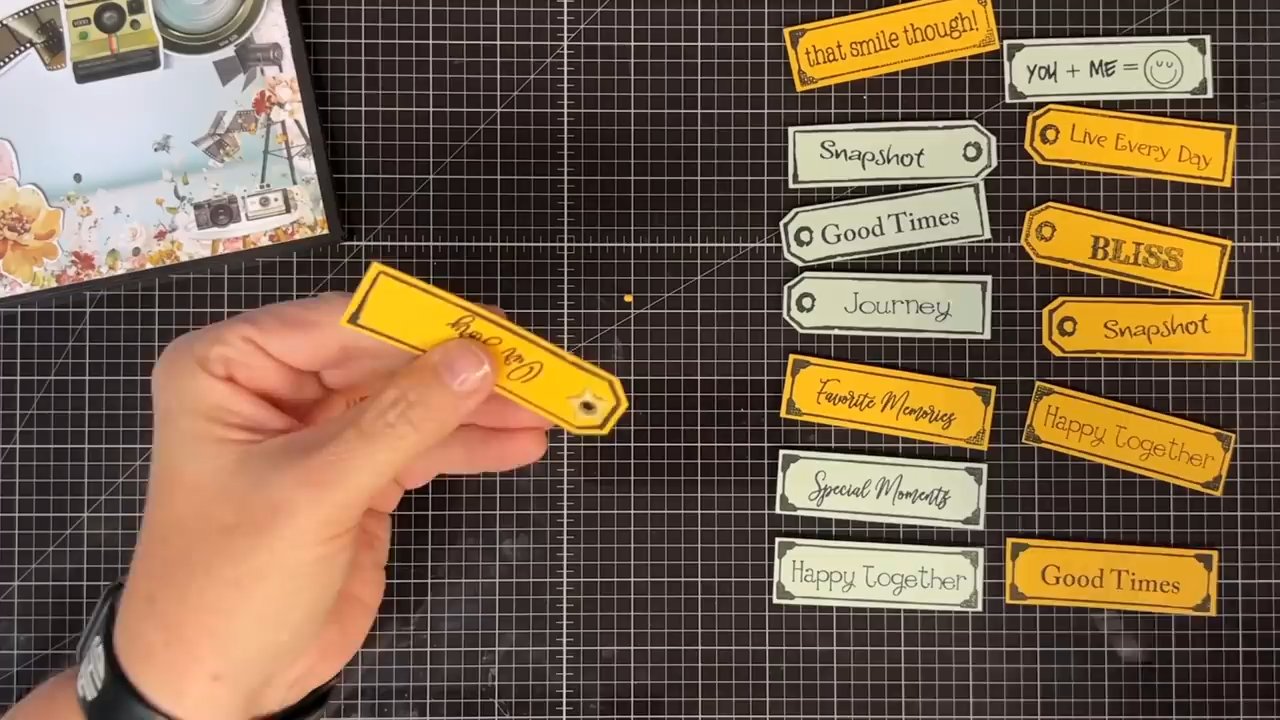 that smile though!
YOU + ME =
Snapshot
Live Every Day
Good Times
BLISS
Journey
Snapshot
Favorite Memories
Happy Together
Special Moments
Happy Together
Good Times
Our